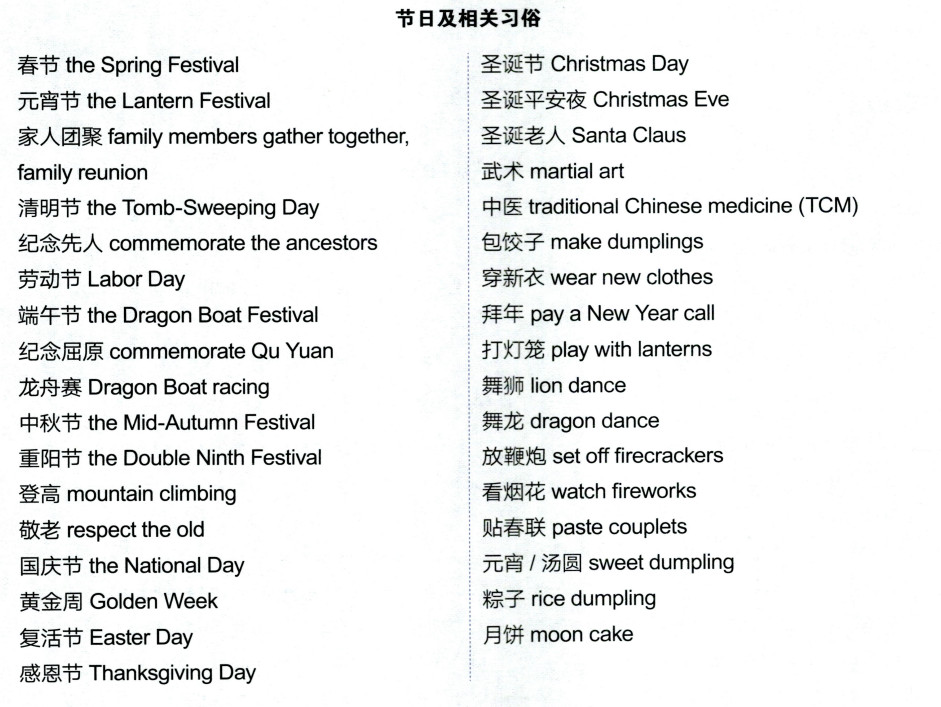 节日及相关习俗
春节 the Spring Festival
元宵节 the Lantern Festival
家人团聚 family members gather together,
family reunion
清明节 the Tomb-Sweeping Day
纪念先人 commemorate the ancestors
劳动节 Labor Day
端午节 the Dragon Boat Festival
纪念屈原 commemorate Qu Yuan
龙舟赛 Dragon Boat racing
中秋节 the Mid-Autumn Festival
重阳节 the Double Ninth Festival
登高 mountain climbing
敬老 respect the old
国庆节 the National Day
黄金周 Golden Week
复活节 Easter Day
感恩节 Thanksgiving Day
圣诞节 Christmas Day
圣诞平安夜 Christmas Eve
圣诞老人 Santa Claus
武术 martial art
中医 traditional Chinese medicine (TCM)
包饺子 make dumplings
穿新衣 wear new clothes
拜年 pay a New Year call
打灯笼 play with lanterns
舞狮 lion dance
舞龙 dragon dance
放鞭炮 set off firecrackers
看烟花 watch fireworks
贴春联 paste couplets
元宵 / 汤圆 sweet dumpling
粽子 rice dumpling
月饼 moon cake